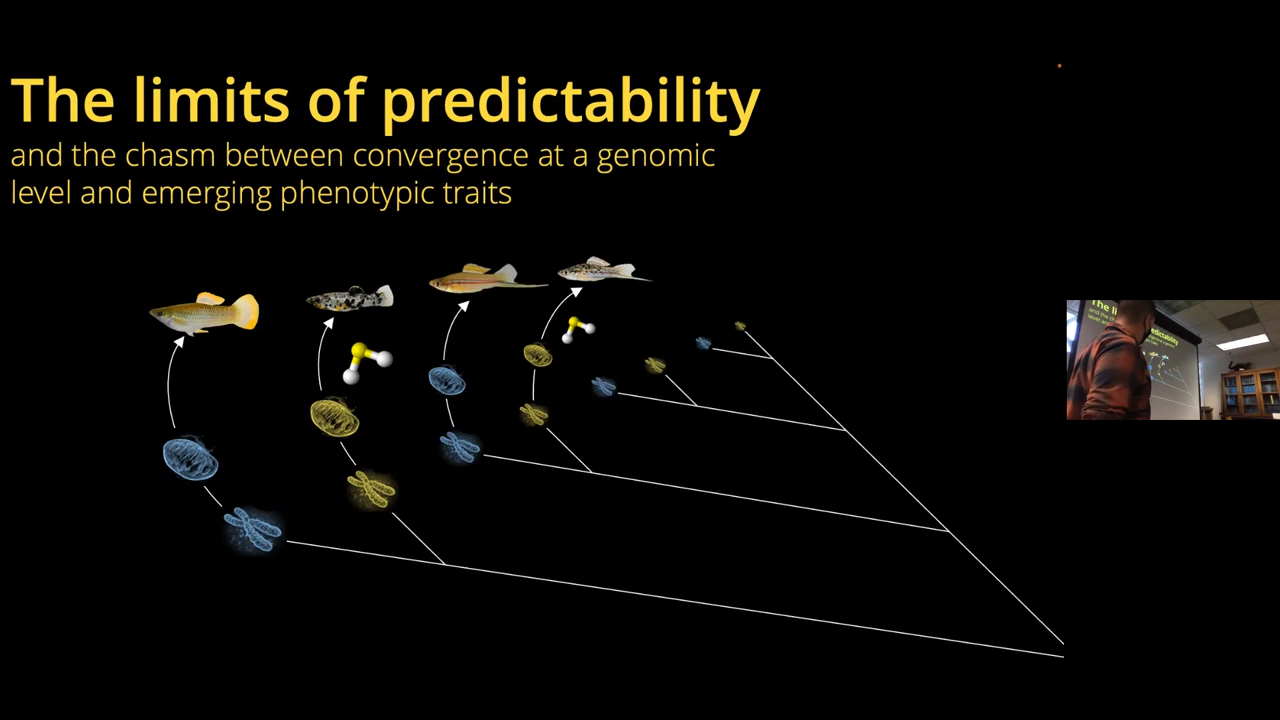 The limits of predictability
and the chasm between convergence at a genomic
level and emerging phenotypic traits